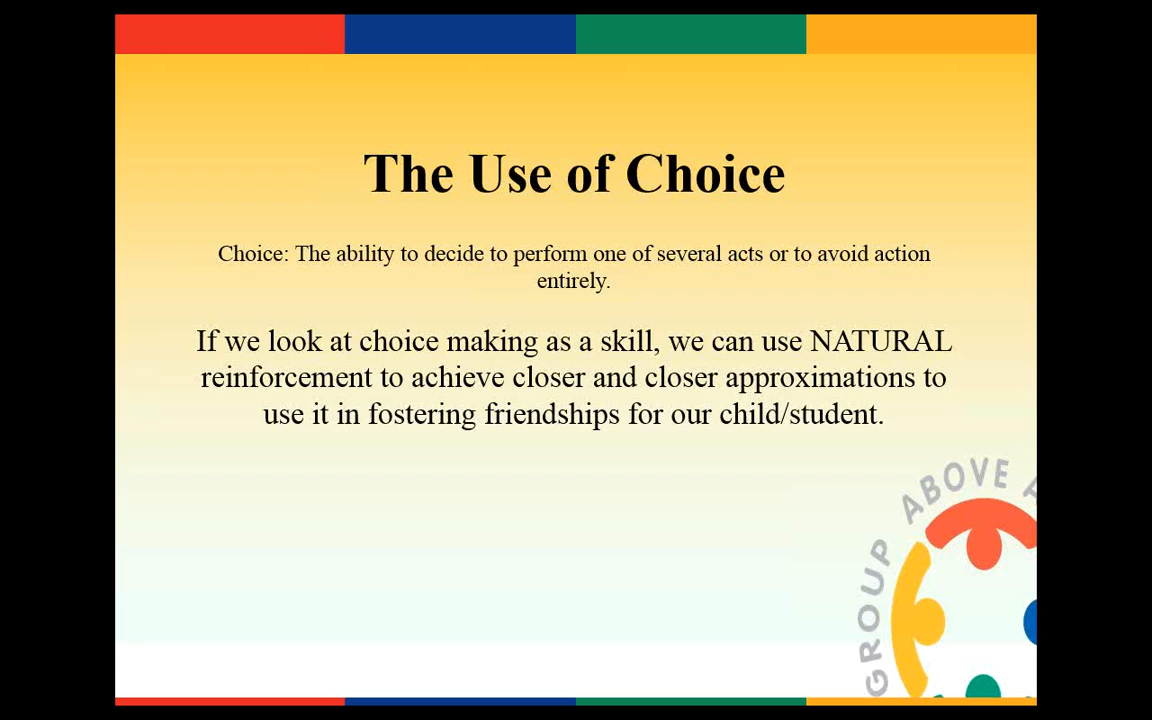 The Use of Choice
Choice: The ability to decide to perform one of several acts or to avoid action
entirely.
If we look at choice making as a skill, we can use NATURAL
reinforcement to achieve closer and closer approximations to
use it in fostering friendships for our child/student.
GROUP ABOVE